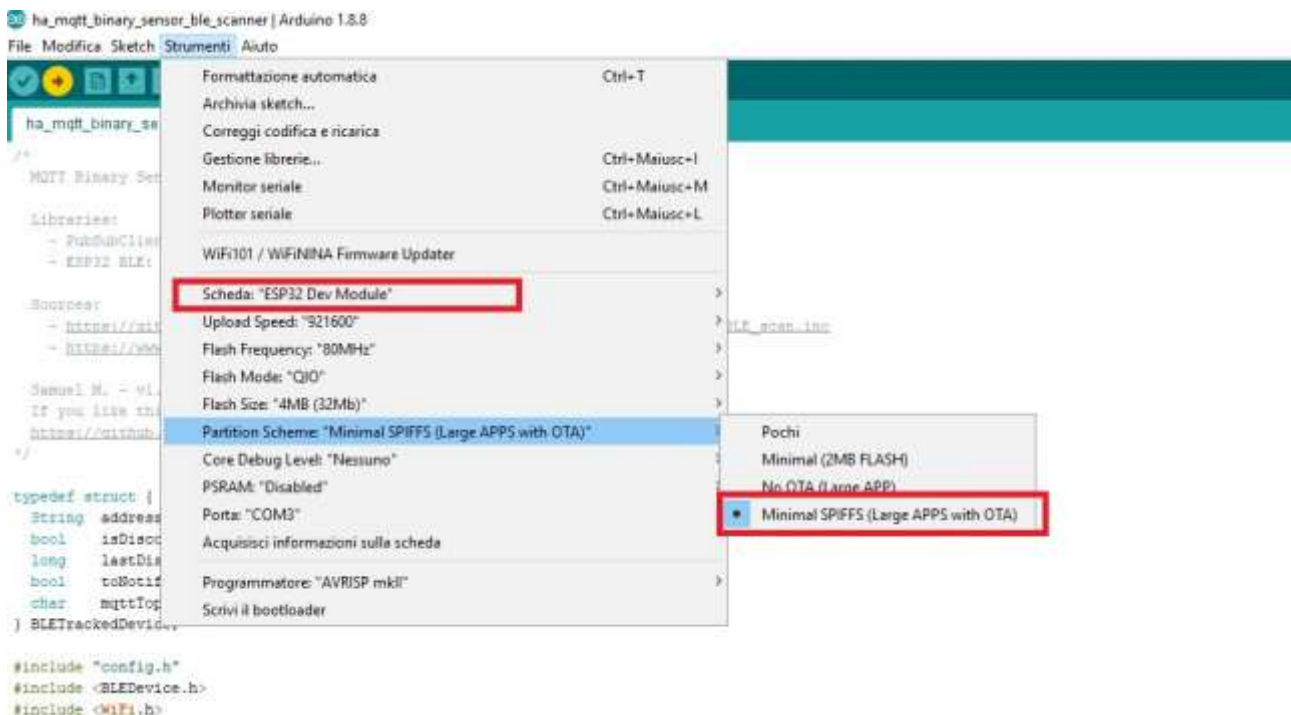 ha_mqtt_binary_sensor_ble_scanner | Arduino 1.8.8
File Modifica Sketch Strumenti Aiuto
ha_mqtt_binary_se
Formattazione automatica Ctrl+T
Archivia sketch...
Correggi codifica e ricarica
Gestione librerie... Ctrl+Maiusc+I
Monitor seriale Ctrl+Maiusc+M
Plotter seriale Ctrl+Maiusc+L
WiFi101 / WiFiNINA Firmware Updater
Scheda: "ESP32 Dev Module"
Upload Speed: "921600"
Flash Frequency: "80MHz"
Flash Mode: "QIO"
Flash Size: "4MB (32Mb)"
Partition Scheme: "Minimal SPIFFS (Large APPS with OTA)"
Core Debug Level: "Nessuno"
PSRAM: "Disabled"
Porta: "COM3"
Acquisisci informazioni sulla scheda
Programmatore: "AVRISP mkII"
Scrivi il bootloader
Pochi
Minimal (2MB FLASH)
No OTA (Large APP)
Minimal SPIFFS (Large APPS with OTA)
/*
MQTT Binary Sen
Libraries:
- PubSubClien
- ESP32 BLE:
Sources:
- https://git LE_scan.ino
- https://www
Samuel M. - v1.
If you like thi
https://github.
*/
typedef struct {
String address
bool isDisco
long lastDis
bool toNotif
char mqttTop
} BLETrackedDevice;
#include "config.h"
#include <BLEDevice.h>
#include <WiFi.h>